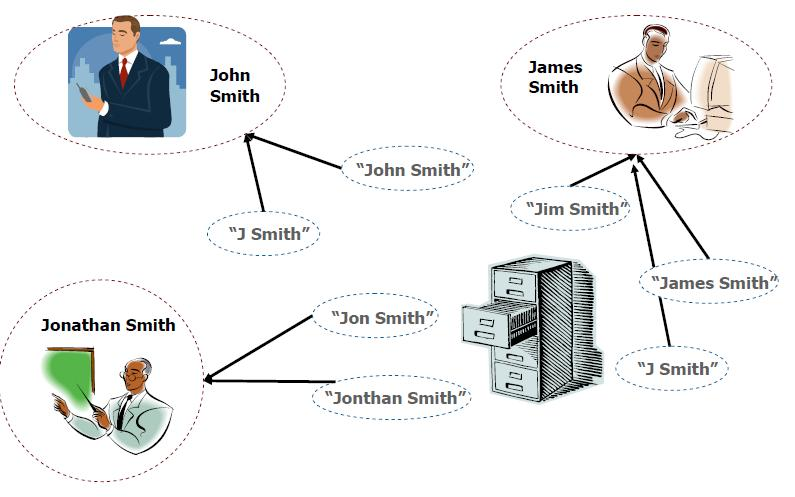 John
Smith
James
Smith
“John Smith”
“J Smith”
“Jim Smith”
“James Smith”
“J Smith”
Jonathan Smith
“Jon Smith”
“Jonthan Smith”